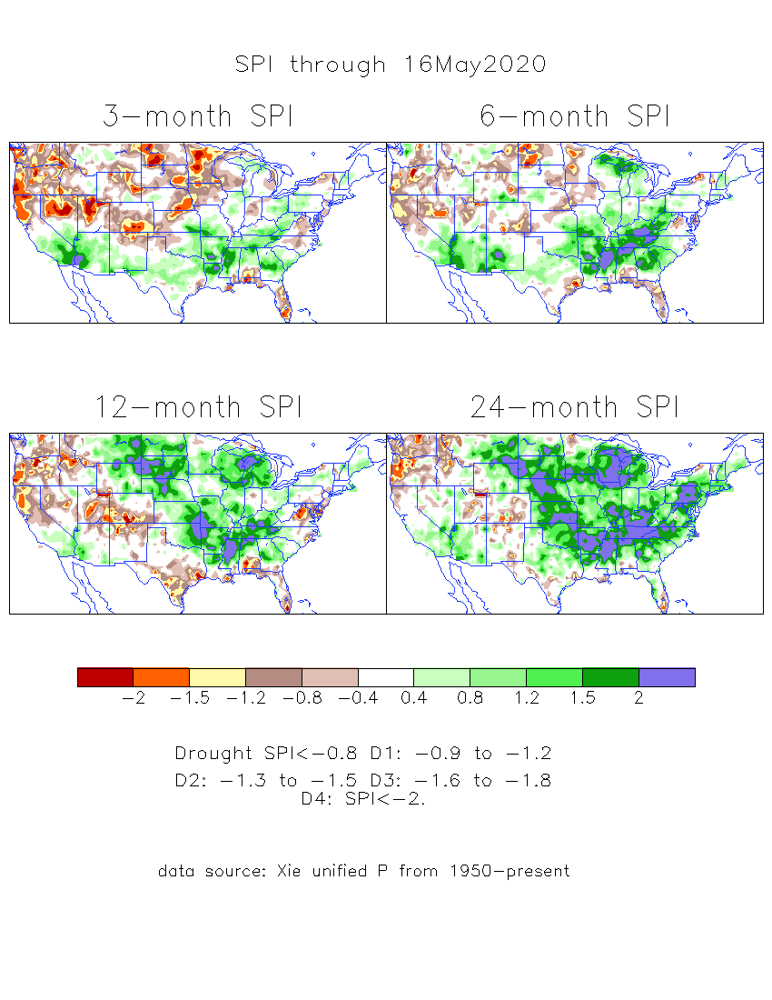 SPI through 16May2020
3-month SPI
6-month SPI
12-month SPI
24-month SPI
-2 -1.5 -1.2 -0.8 -0.4 0.4 0.8 1.2 1.5 2
Drought SPI<-0.8 D1: -0.9 to -1.2
D2: -1.3 to -1.5 D3: -1.6 to -1.8
D4: SPI<-2.
data source: Xie unified P from 1950-present